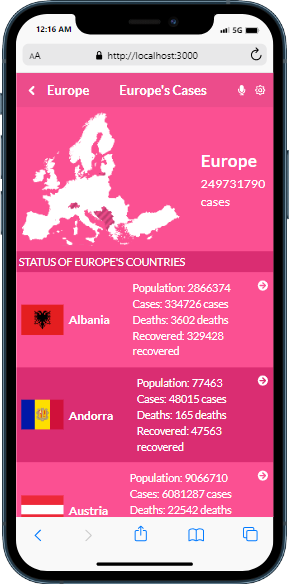 12:16 AM 5G
AA http://localhost:3000
Europe Europe's Cases
Europe
249731790
cases
STATUS OF EUROPE'S COUNTRIES
Albania
Population: 2866374
Cases: 334726 cases
Deaths: 3602 deaths
Recovered: 329428
recovered
Andorra
Population: 77463
Cases: 48015 cases
Deaths: 165 deaths
Recovered: 47563
recovered
Austria
Population: 9066710
Cases: 6081287 cases
Deaths: 22542 deaths